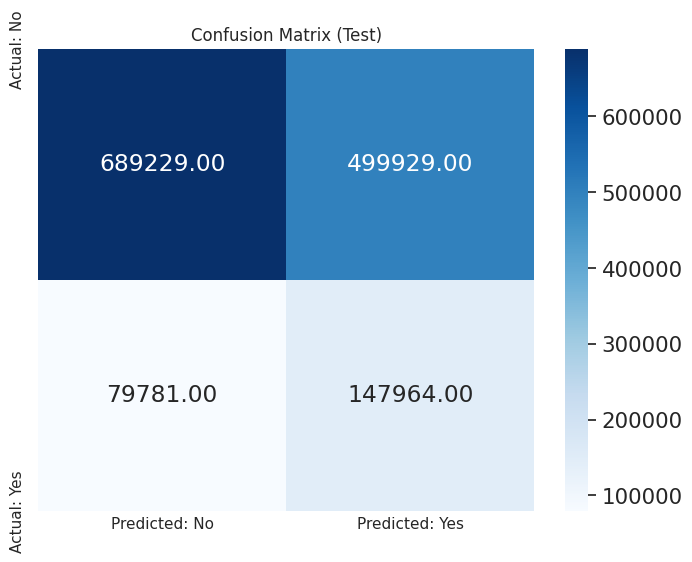 Confusion Matrix (Test)
Actual: No
689229.00 499929.00
79781.00 147964.00
Actual: Yes
Predicted: No Predicted: Yes
600000
500000
400000
300000
200000
100000